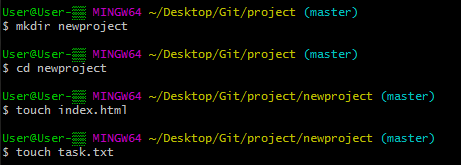 User@User-▒▒ MINGW64 ~/Desktop/Git/project (master)
$ mkdir newproject
User@User-▒▒ MINGW64 ~/Desktop/Git/project (master)
$ cd newproject
User@User-▒▒ MINGW64 ~/Desktop/Git/project/newproject (master)
$ touch index.html
User@User-▒▒ MINGW64 ~/Desktop/Git/project/newproject (master)
$ touch task.txt